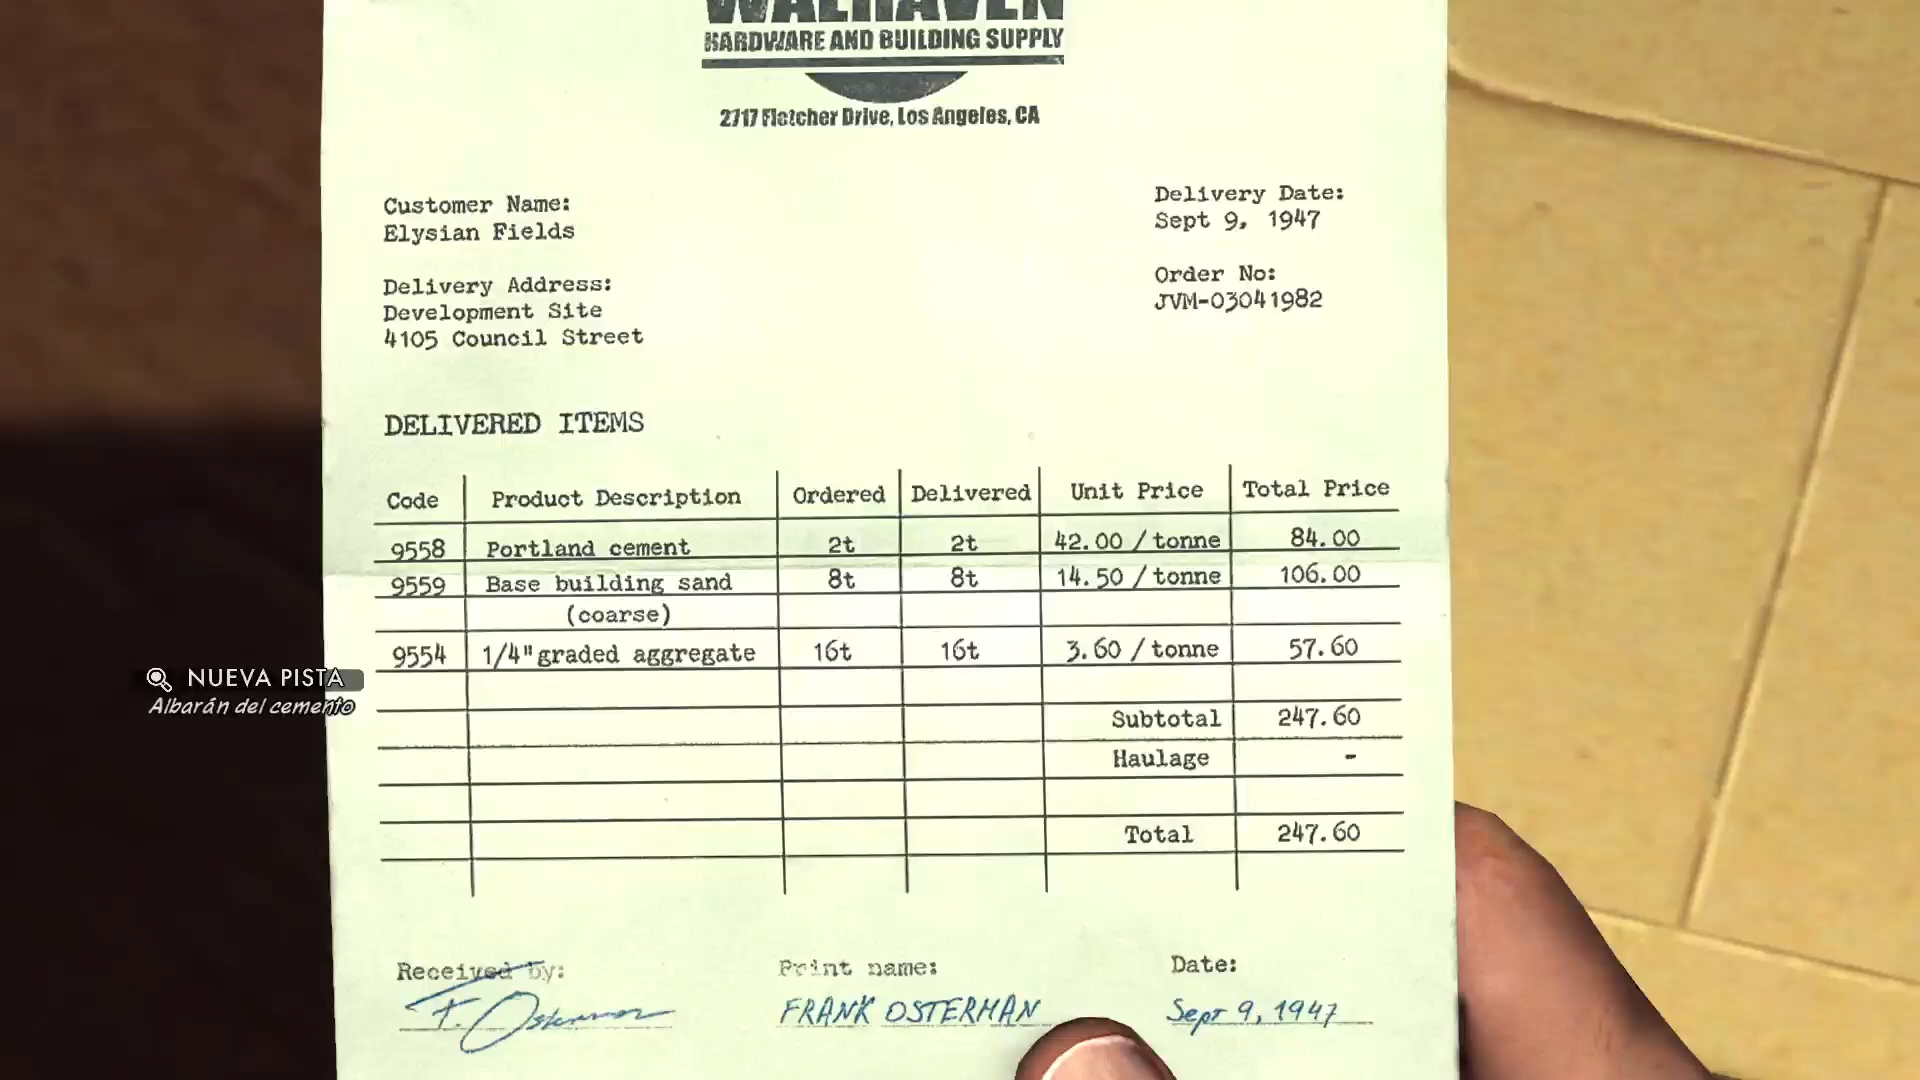 WALHAVEN
HARDWARE AND BUILDING SUPPLY
2717 Fletcher Drive, Los Angeles, CA
Customer Name:
Elysian Fields
Delivery Date:
Sept 9, 1947
Delivery Address:
Development Site
4105 Council Street
Order No:
JVM-03041982
DELIVERED ITEMS
Code Product Description Ordered Delivered Unit Price Total Price
9558 Portland cement 2t 2t 42.00 / tonne 84.00
9559 Base building sand 8t 8t 14.50 / tonne 106.00
(coarse)
9554 1/4" graded aggregate 16t 16t 3.60 / tonne 57.60
Subtotal 247.60
Haulage -
Total 247.60
Received by: Print name: Date:
F. Osterman FRANK OSTERMAN Sept 9, 1947
NUEVA PISTA
Albarán del cemento